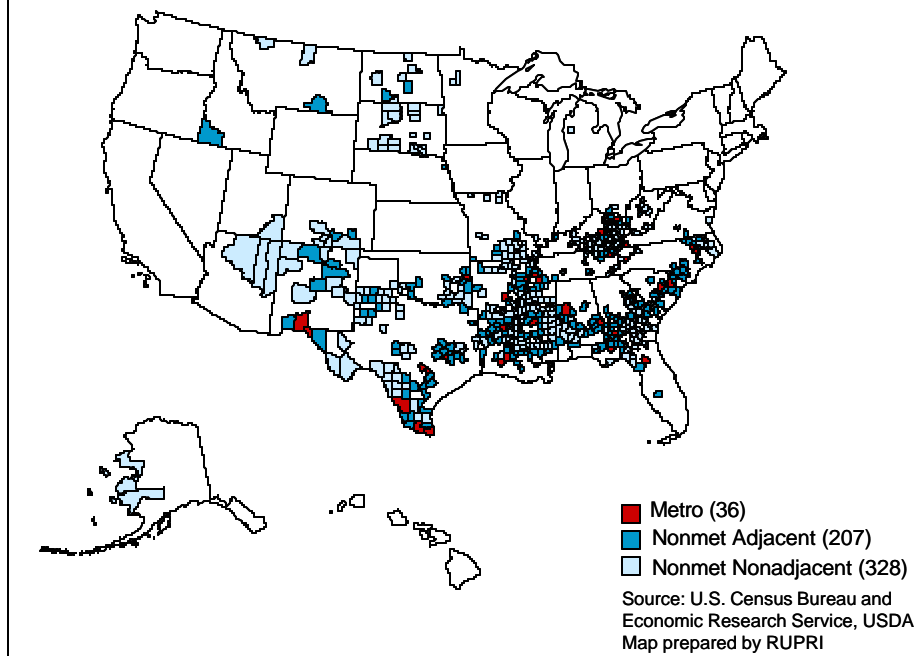 Metro (36)
Nonmet Adjacent (207)
Nonmet Nonadjacent (328)
Source: U.S. Census Bureau and
Economic Research Service, USDA
Map prepared by RUPRI